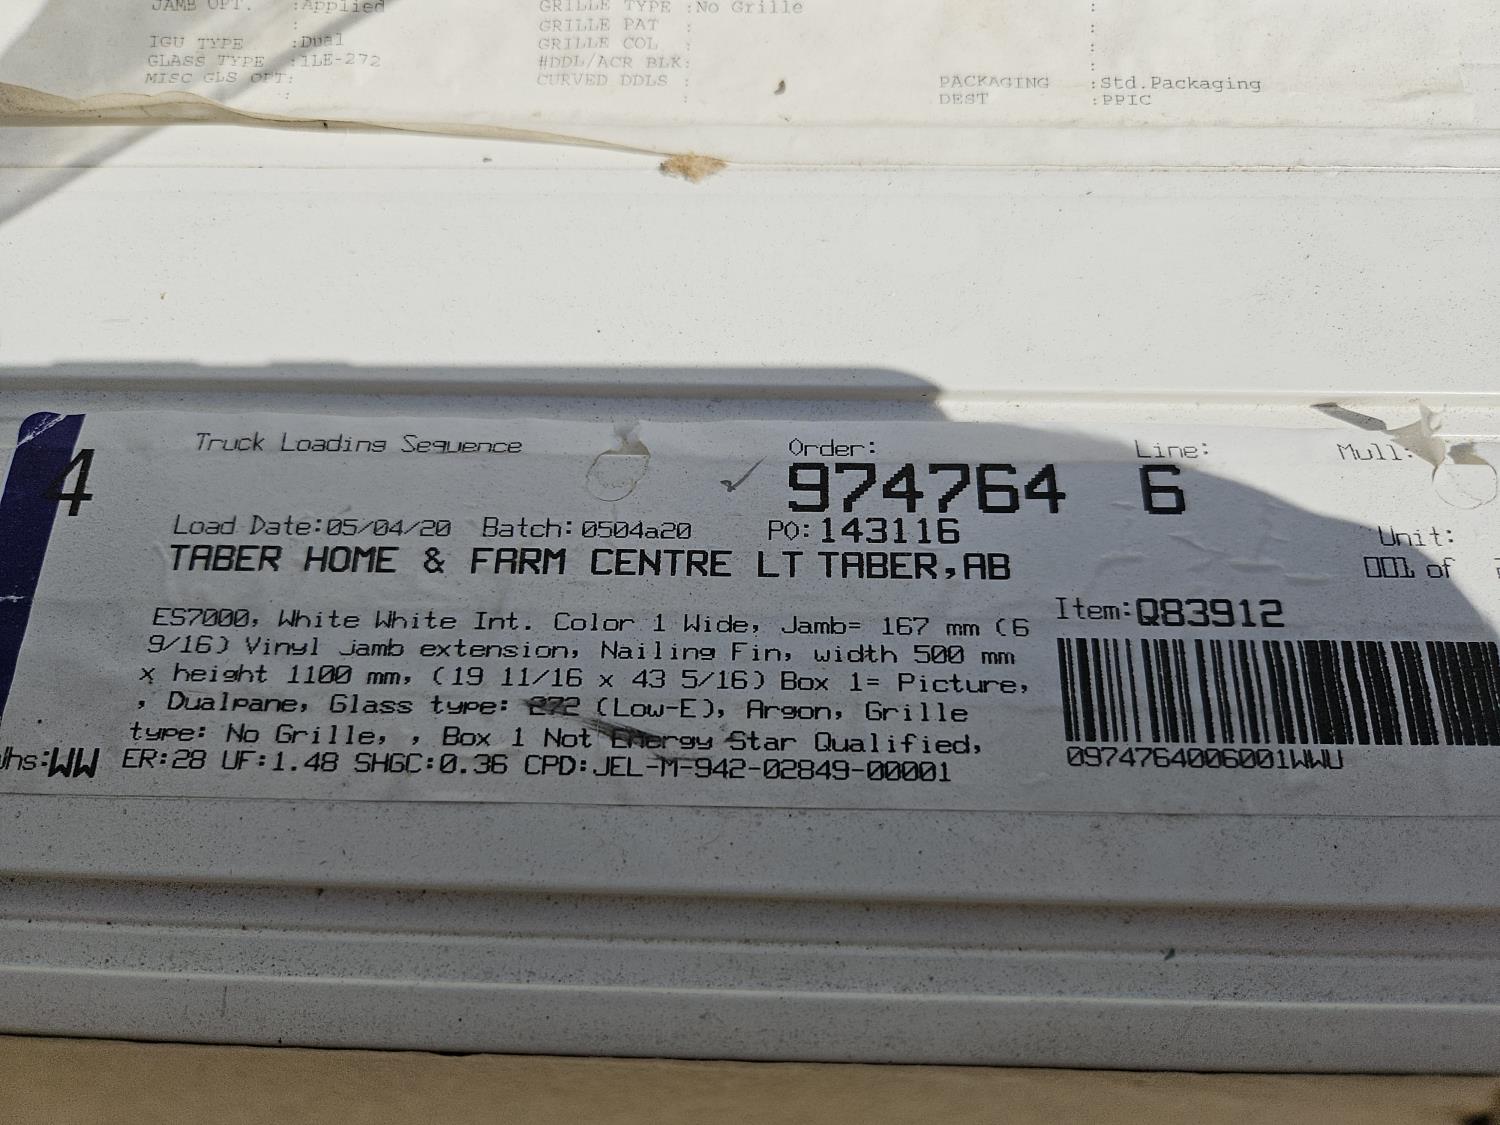 JAMB OPT. :Applied
GRILLE TYPE :No Grille
GRILLE PAT :
IGU TYPE :Dual
GRILLE COL :
GLASS TYPE :1LE-272
#DDL/ACR BLK:
MISC GLS OPT:
CURVED DDLS :
PACKAGING :Std.Packaging
DEST :PPIC
4
Truck Loading Sequence
Order:
Line:
Mull:
974764 6
Load Date:05/04/20 Batch:0504a20 PO:143116
Unit:
TABER HOME & FARM CENTRE LT TABER,AB
001 of
Item:Q83912
ES7000, White White Int. Color 1 Wide, Jamb= 167 mm (6
9/16) Vinyl jamb extension, Nailing Fin, width 500 mm
x height 1100 mm, (19 11/16 x 43 5/16) Box 1= Picture,
, Dualpane, Glass type: 272 (Low-E), Argon, Grille
type: No Grille, , Box 1 Not Energy Star Qualified,
Whs:WW ER:28 UF:1.48 SHGC:0.36 CPD:JEL-M-942-02849-00001
0974764006001WWU